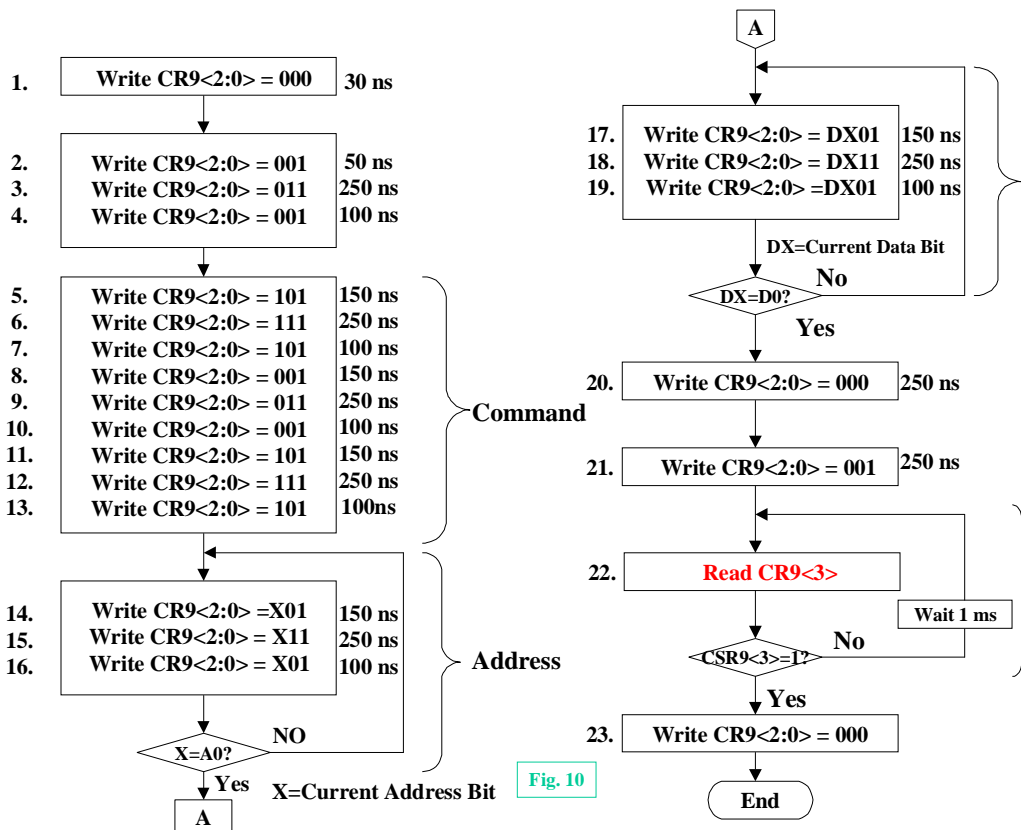 1. Write CR9<2:0> = 000 30 ns
2. Write CR9<2:0> = 001 50 ns
3. Write CR9<2:0> = 011 250 ns
4. Write CR9<2:0> = 001 100 ns
5. Write CR9<2:0> = 101 150 ns
6. Write CR9<2:0> = 111 250 ns
7. Write CR9<2:0> = 101 100 ns
8. Write CR9<2:0> = 001 150 ns
9. Write CR9<2:0> = 011 250 ns
10. Write CR9<2:0> = 001 100 ns
11. Write CR9<2:0> = 101 150 ns
12. Write CR9<2:0> = 111 250 ns
13. Write CR9<2:0> = 101 100ns
Command
14. Write CR9<2:0> =X01 150 ns
15. Write CR9<2:0> = X11 250 ns
16. Write CR9<2:0> = X01 100 ns
Address
X=A0?
NO
Yes
X=Current Address Bit
A
Fig. 10
A
17. Write CR9<2:0> = DX01 150 ns
18. Write CR9<2:0> = DX11 250 ns
19. Write CR9<2:0> =DX01 100 ns
DX=Current Data Bit
DX=D0?
No
Yes
20. Write CR9<2:0> = 000 250 ns
21. Write CR9<2:0> = 001 250 ns
22. Read CR9<3>
Wait 1 ms
CSR9<3>=1?
No
Yes
23. Write CR9<2:0> = 000
End